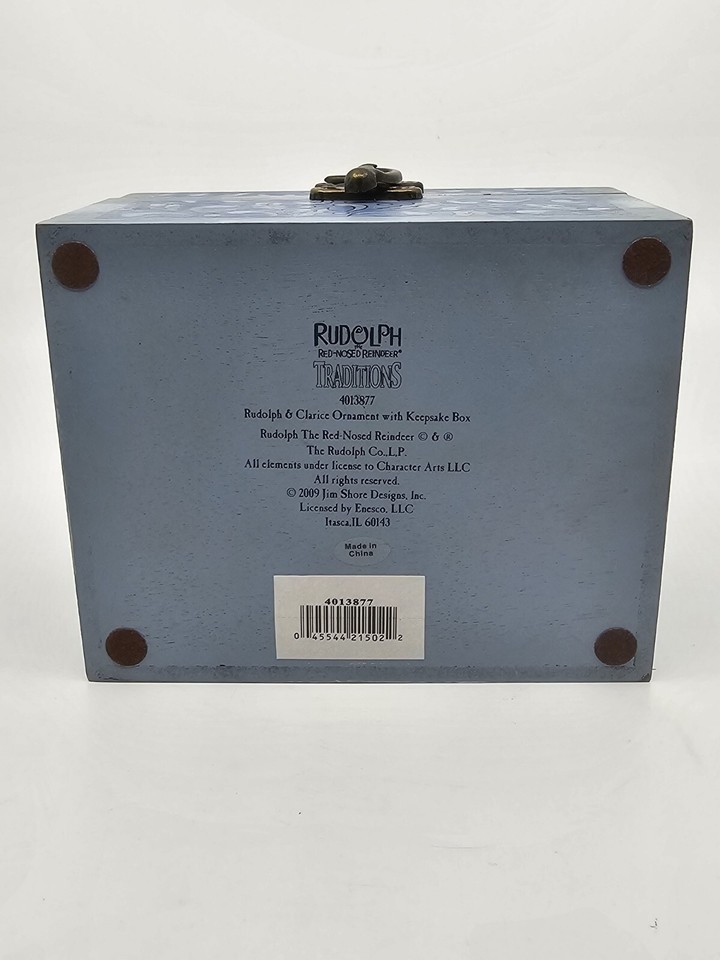 RUDOLPH
THE
RED-NOSED REINDEER®
TRADITIONS
4013877
Rudolph & Clarice Ornament with Keepsake Box
Rudolph The Red-Nosed Reindeer © & ®
The Rudolph Co.,L.P.
All elements under license to Character Arts LLC
All rights reserved.
© 2009 Jim Shore Designs, Inc.
Licensed by Enesco, LLC
Itasca,IL 60143
Made in
China
4013877
0 45544 21502 2